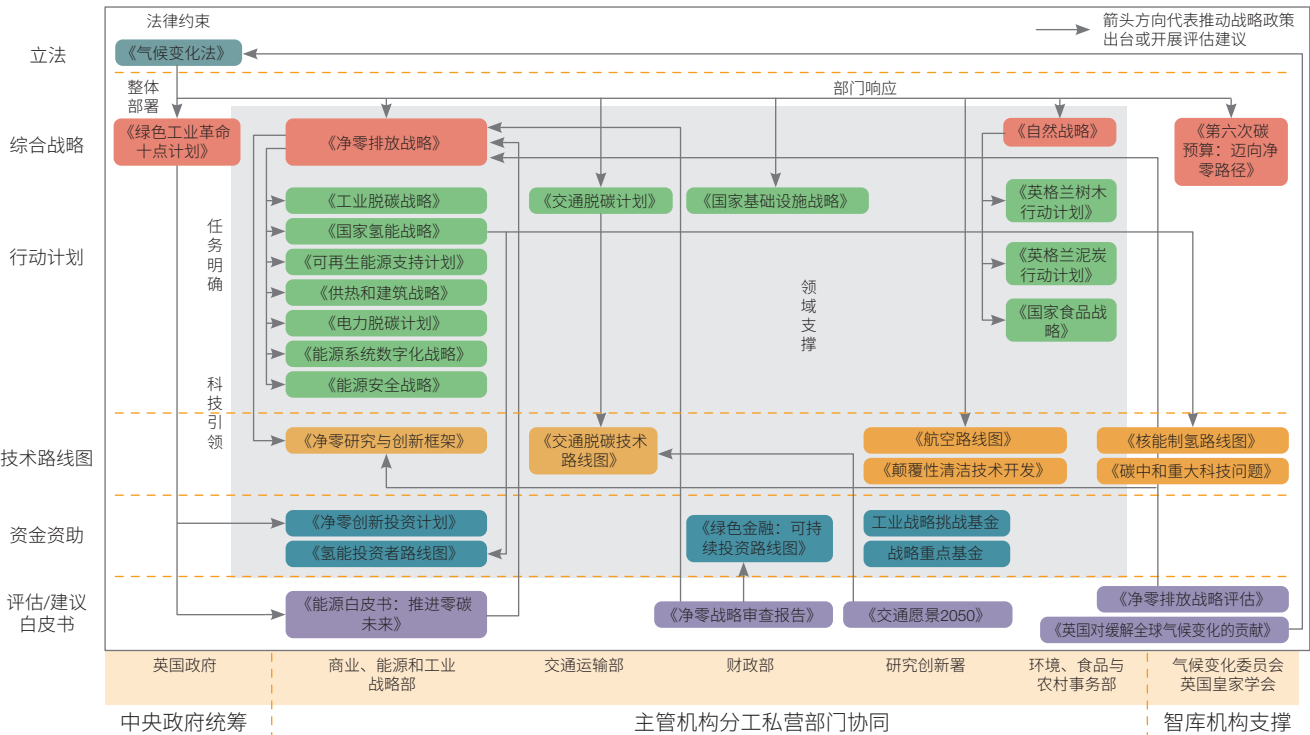 法律约束
箭头方向代表推动战略政策
出台或开展评估建议
立法
《气候变化法》
整体
部署
部门响应
综合战略
《绿色工业革命
十点计划》
《净零排放战略》
《自然战略》
《第六次碳
预算：迈向净
零路径》
行动计划
任务明确
《工业脱碳战略》
《国家氢能战略》
《可再生能源支持计划》
《供热和建筑战略》
《电力脱碳计划》
《能源系统数字化战略》
《能源安全战略》
《交通脱碳计划》
《国家基础设施战略》
领域支撑
《英格兰树木
行动计划》
《英格兰泥炭
行动计划》
《国家食品战
略》
科技引领
技术路线图
《净零研究与创新框架》
《交通脱碳技术
路线图》
《航空路线图》
《颠覆性清洁技术开发》
《核能制氢路线图》
《碳中和重大科技问题》
资金资助
《净零创新投资计划》
《氢能投资者路线图》
《绿色金融：可持
续投资路线图》
工业战略挑战基金
战略重点基金
评估/建议
白皮书
《能源白皮书：推进零碳
未来》
《净零战略审查报告》
《交通愿景2050》
《净零排放战略评估》
《英国对缓解全球气候变化的贡献》
英国政府
商业、能源和工业
战略部
交通运输部
财政部
研究创新署
环境、食品与
农村事务部
气候变化委员会
英国皇家学会
中央政府统筹
主管机构分工私营部门协同
智库机构支撑